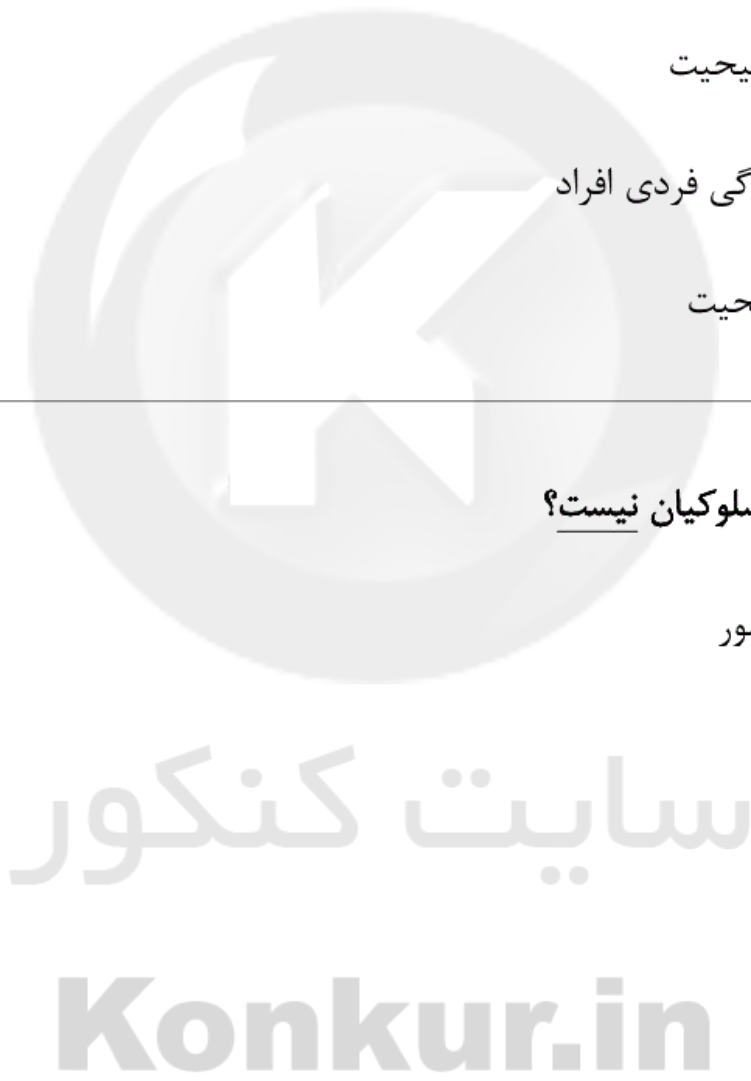 یحیت
گی فردی افراد
حیت
سلوکیان نیست؟
ور
سایت کنکور
Konkur.in